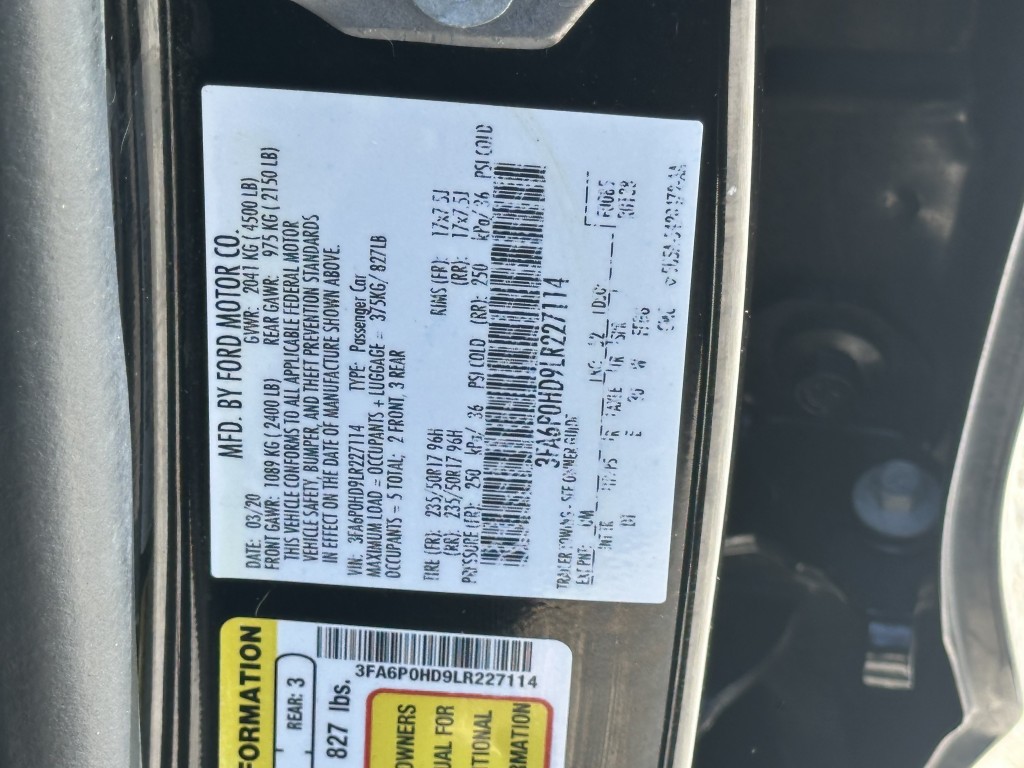 MFD. BY FORD MOTOR CO.
DATE: 03/20 GVWR: 2041 KG ( 4500 LB)
FRONT GAWR: 1089 KG ( 2400 LB) REAR GAWR: 975 KG ( 2150 LB)
THIS VEHICLE CONFORMS TO ALL APPLICABLE FEDERAL MOTOR
VEHICLE SAFETY, BUMPER, AND THEFT PREVENTION STANDARDS
IN EFFECT ON THE DATE OF MANUFACTURE SHOWN ABOVE.
VIN: 3FA6P0HD9LR227114 TYPE: Passenger Car
MAXIMUM LOAD = OCCUPANTS + LUGGAGE = 375KG/ 827LB
OCCUPANTS = 5 TOTAL; 2 FRONT, 3 REAR
TIRE (FR): 235/50R17 96H RIMS (FR): 17x7.5J
(RR): 235/50R17 96H (RR): 17x7.5J
PRESSURE (FR): 250 kPa/ 36 PSI COLD (RR): 250 kPa/ 36 PSI COLD
3FA6P0HD9LR227114
TRAILER TOWING - SEE OWNER GUIDE
EXT PNT: UM
FORMATION
REAR: 3
827 lbs.
3FA6P0HD9LR227114
OWNERS
UAL FOR
TIONAL
RMATION